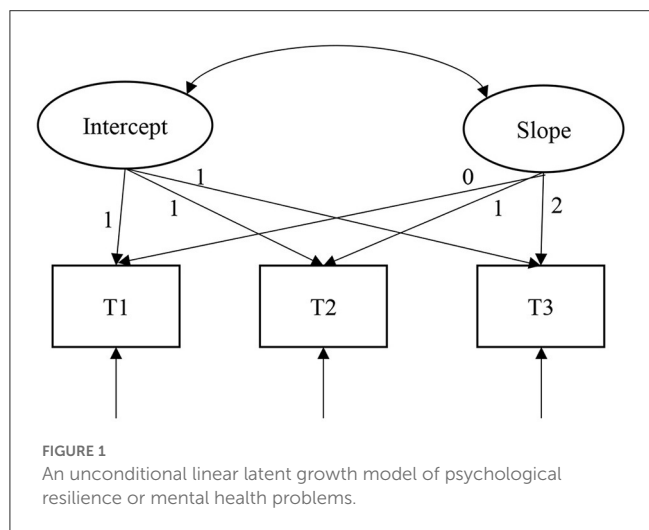 Intercept
Slope
1
0
1
1
1
2
T1
T2
T3
FIGURE 1
An unconditional linear latent growth model of psychological
resilience or mental health problems.